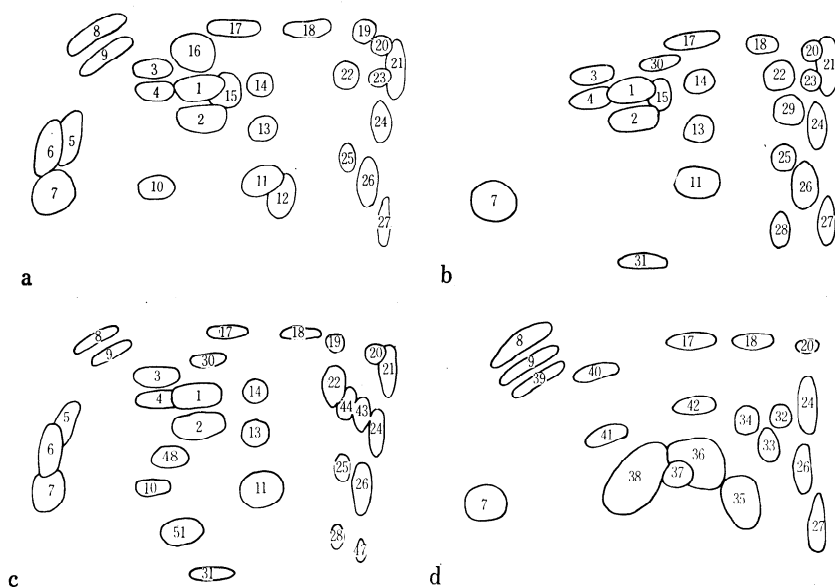 8 17 18 19
20
9 16 21
3 22 23
4 1 15 14
2 13 24
5
6 25
7 10 11 12 26
27
a
17 18 20
30 21
3 22 23
4 1 15 14
2 29 24
13
25
7 11 26
28 27
31
b
8 17 18 19
9 30 20 21
3 22
4 1 14 44 43
5 2 13 24
6 48 25
7 10 11 26
51 28 47
31
c
8 17 18 20
9
39 40
42 24
41 34 32
33
38 37 36 26
7 35
27
d